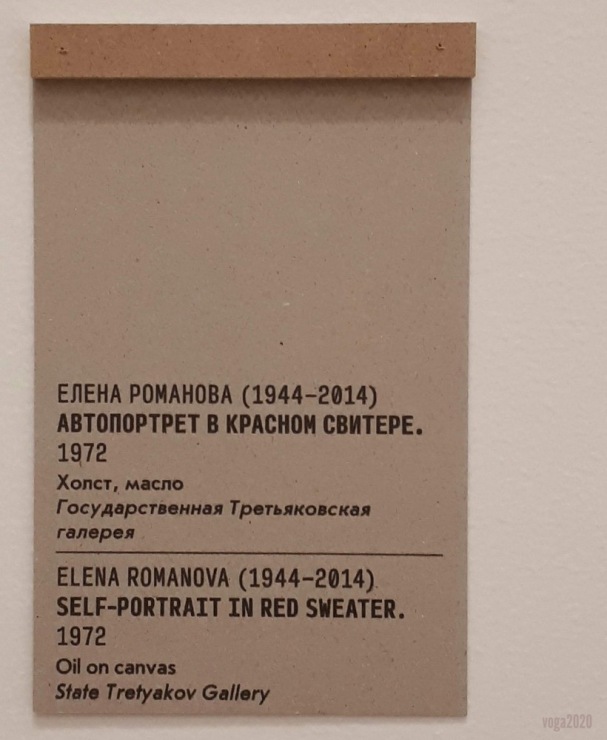 ЕЛЕНА РОМАНОВА (1944–2014)
АВТОПОРТРЕТ В КРАСНОМ СВИТЕРЕ.
1972
Холст, масло
Государственная Третьяковская
галерея
ELENA ROMANOVA (1944–2014)
SELF-PORTRAIT IN RED SWEATER.
1972
Oil on canvas
State Tretyakov Gallery
voga2020